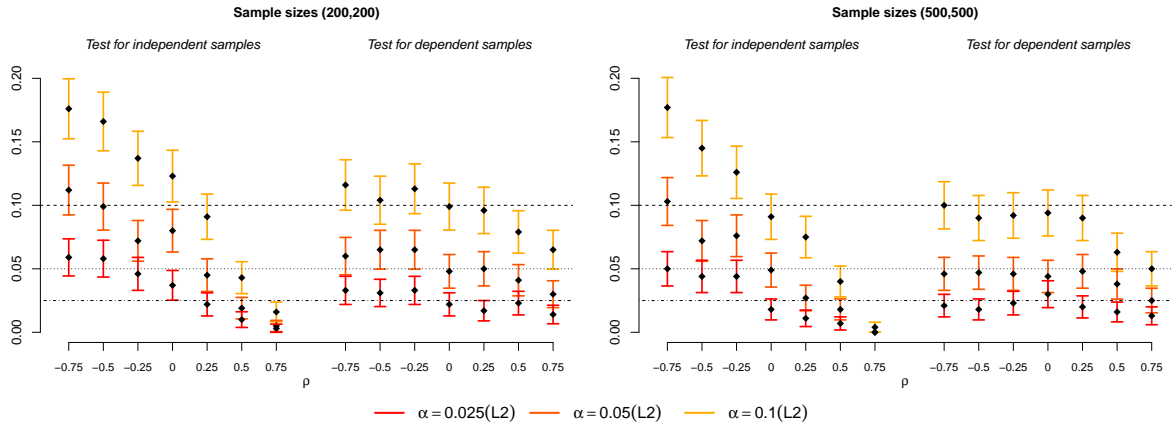 Sample sizes (200,200)
Test for independent samples
Test for dependent samples
0.20
0.15
0.10
0.05
0.00
−0.75 −0.5 −0.25 0 0.25 0.5 0.75
−0.75 −0.5 −0.25 0 0.25 0.5 0.75
ρ
Sample sizes (500,500)
Test for independent samples
Test for dependent samples
0.20
0.15
0.10
0.05
0.00
−0.75 −0.5 −0.25 0 0.25 0.5 0.75
−0.75 −0.5 −0.25 0 0.25 0.5 0.75
ρ
α=0.025(L2) α=0.05(L2) α=0.1(L2)